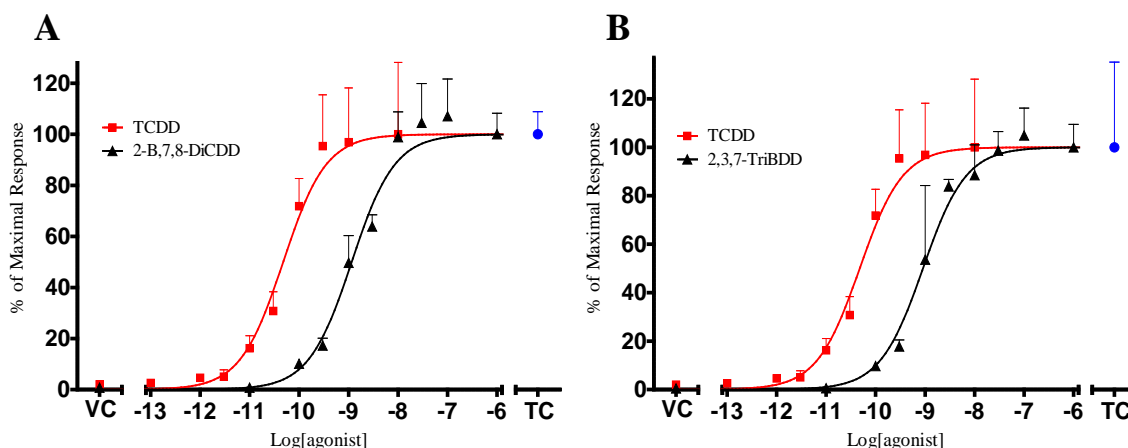 A
% of Maximal Response
120
100
80
60
40
20
0
TCDD
2-B,7,8-DiCDD
VC
-13 -12 -11 -10 -9 -8 -7 -6
TC
Log[agonist]
B
% of Maximal Response
120
100
80
60
40
20
0
TCDD
2,3,7-TriBDD
VC
-13 -12 -11 -10 -9 -8 -7 -6
TC
Log[agonist]